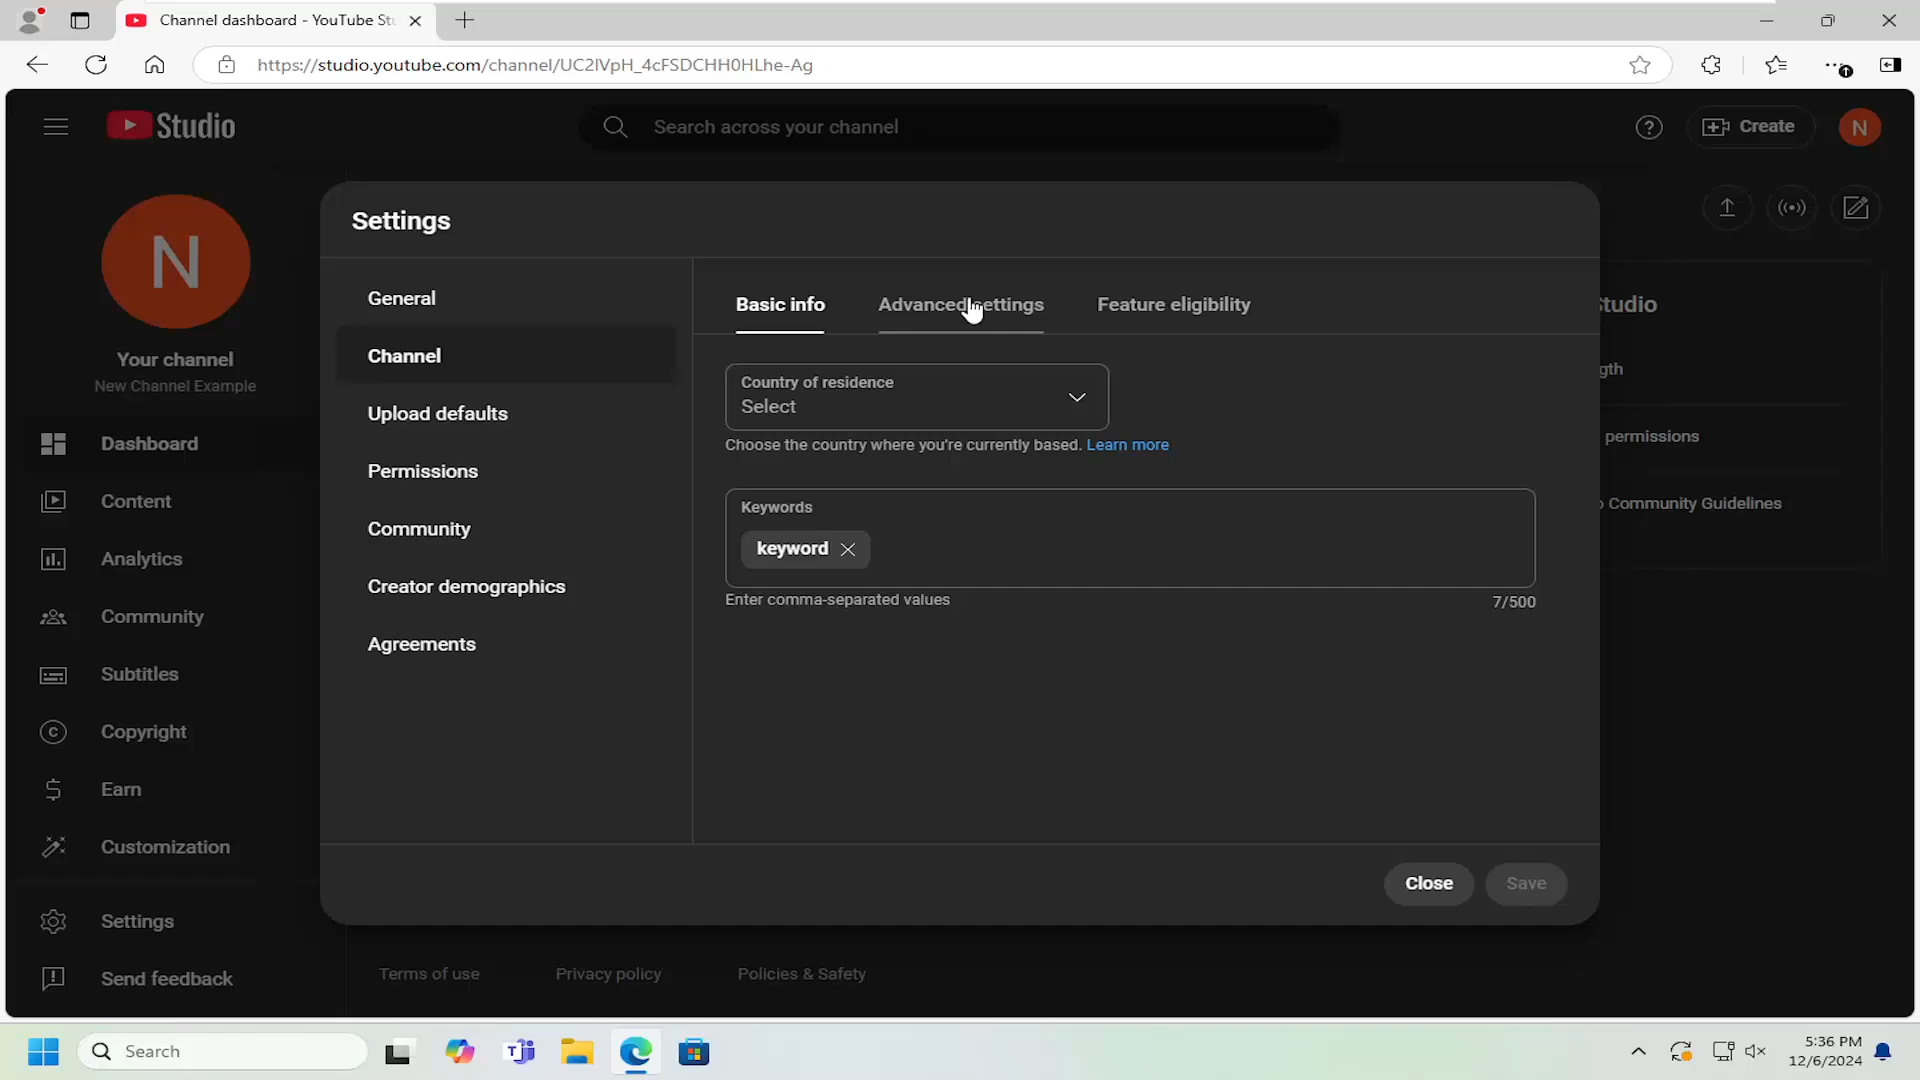 Channel dashboard - YouTube St
https://studio.youtube.com/channel/UC2IVpH_4cFSDCHH0HLhe-Ag
Studio
Search across your channel
Create
N
N
Your channel
New Channel Example
Dashboard
Content
Analytics
Community
Subtitles
Copyright
Earn
Customization
Settings
Send feedback
Settings
General
Channel
Upload defaults
Permissions
Community
Creator demographics
Agreements
Basic info
Advanced settings
Feature eligibility
Country of residence
Select
Choose the country where you're currently based. Learn more
Keywords
keyword
Enter comma-separated values
7/500
Close
Save
Studio
gth
permissions
Community Guidelines
Terms of use
Privacy policy
Policies & Safety
Search
5:36 PM
12/6/2024